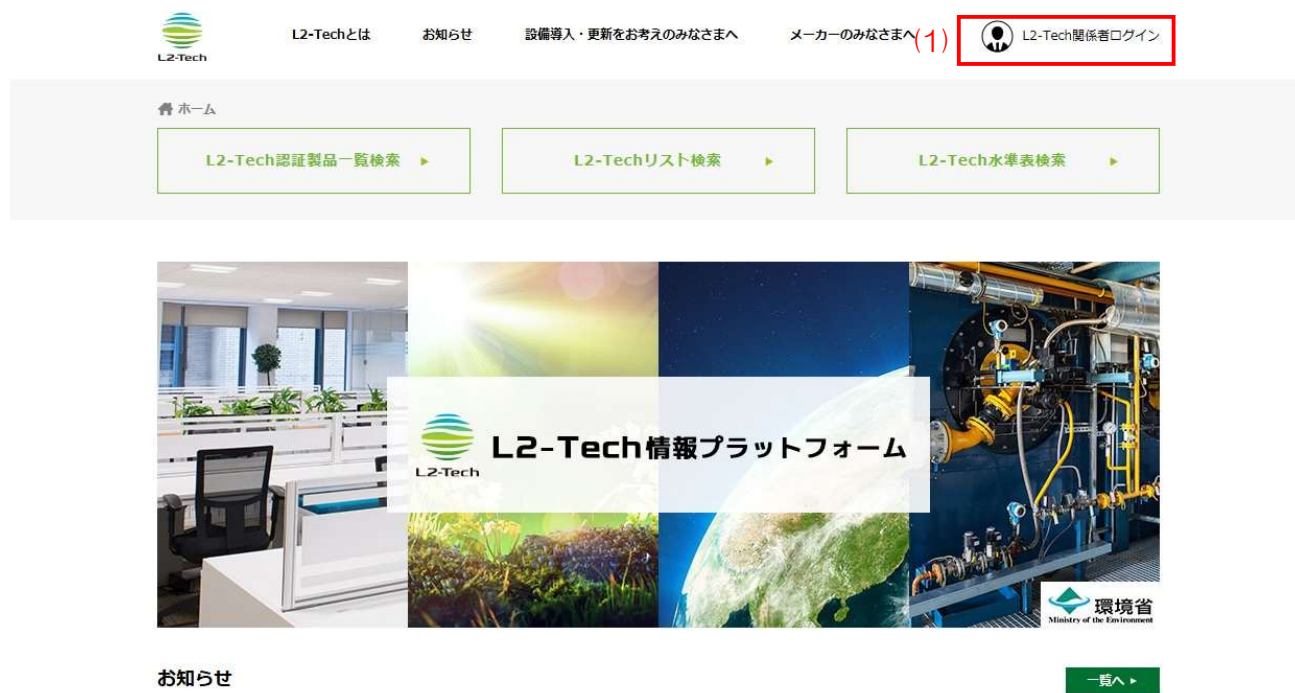 L2-Tech
L2-Techとは
お知らせ
設備導入・更新をお考えのみなさまへ
メーカーのみなさまへ
(1)
L2-Tech関係者ログイン
ホーム
L2-Tech認証製品一覧検索
L2-Techリスト検索
L2-Tech水準表検索
L2-Tech
L2-Tech情報プラットフォーム
環境省
Ministry of the Environment
お知らせ
一覧へ